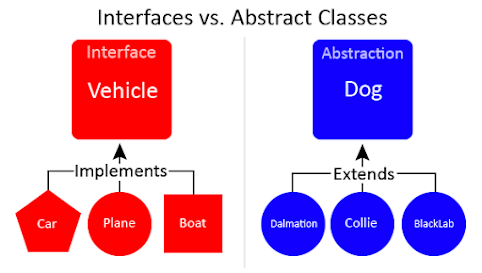 Interfaces vs. Abstract Classes
Interface
Vehicle
Implements
Car
Plane
Boat
Abstraction
Dog
Extends
Dalmation
Collie
BlackLab